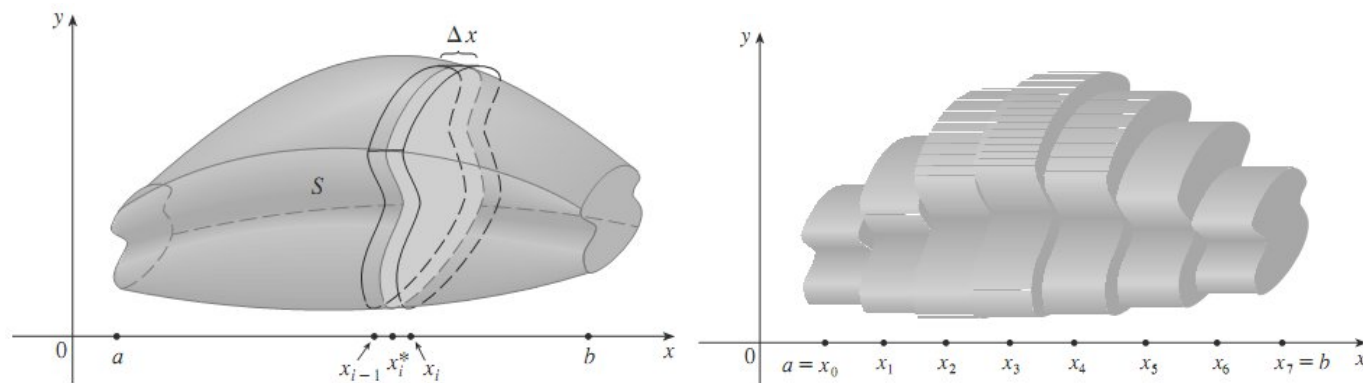 y
Δx
S
0
a
x_{i-1}
x_i^*
x_i
b
x
y
0
a = x_0
x_1
x_2
x_3
x_4
x_5
x_6
x_7 = b
x